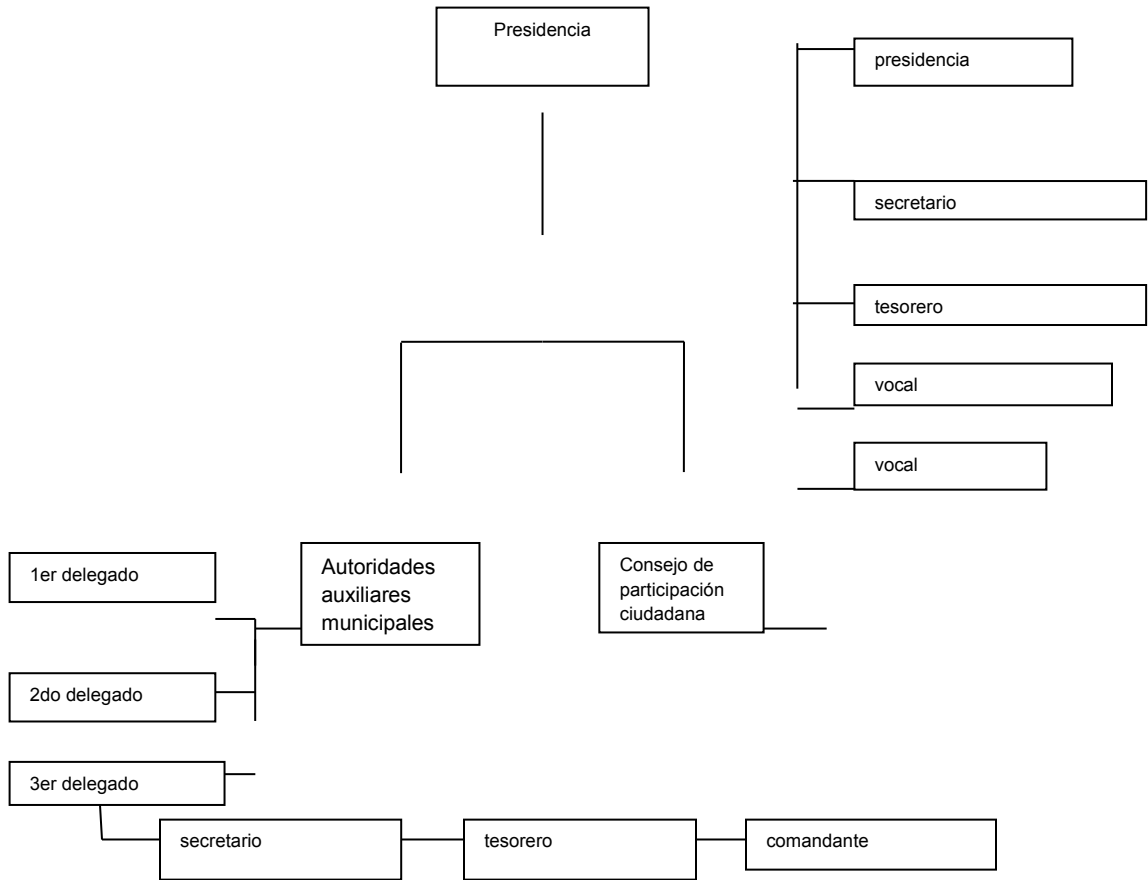 Presidencia
presidencia
secretario
tesorero
vocal
vocal
1er delegado
Autoridades
auxiliares
municipales
Consejo de
participación
ciudadana
2do delegado
3er delegado
secretario
tesorero
comandante